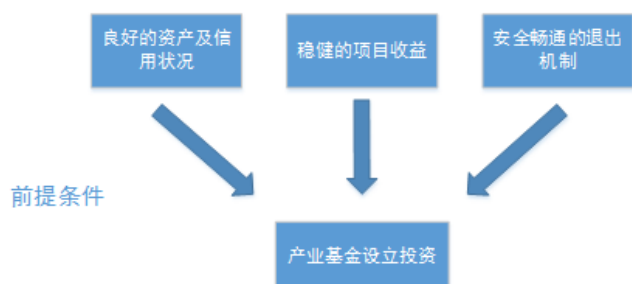 良好的资产及信
用状况
稳健的项目收益
安全畅通的退出
机制
前提条件
产业基金设立投资